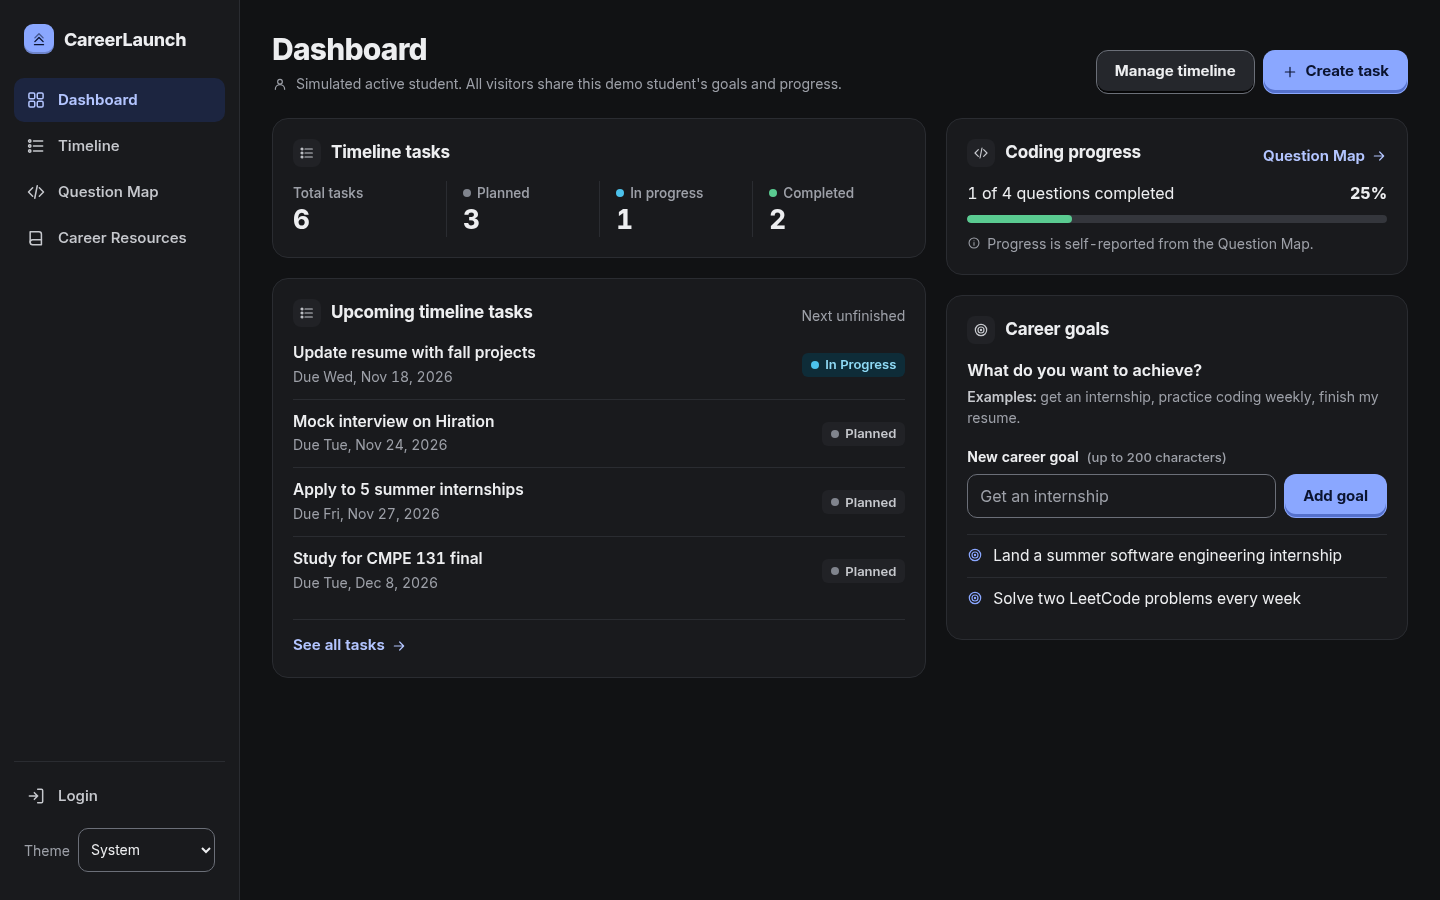 CareerLaunch
Dashboard
Timeline
Question Map
Career Resources
Login
Theme
System
Dashboard
Simulated active student. All visitors share this demo student's goals and progress.
Manage timeline
Create task
Timeline tasks
Total tasks
6
Planned
3
In progress
1
Completed
2
Upcoming timeline tasks
Next unfinished
Update resume with fall projects
Due Wed, Nov 18, 2026
In Progress
Mock interview on Hiration
Due Tue, Nov 24, 2026
Planned
Apply to 5 summer internships
Due Fri, Nov 27, 2026
Planned
Study for CMPE 131 final
Due Tue, Dec 8, 2026
Planned
See all tasks
Coding progress
Question Map
1 of 4 questions completed
25%
Progress is self-reported from the Question Map.
Career goals
What do you want to achieve?
Examples: get an internship, practice coding weekly, finish my
resume.
New career goal (up to 200 characters)
Get an internship
Add goal
Land a summer software engineering internship
Solve two LeetCode problems every week